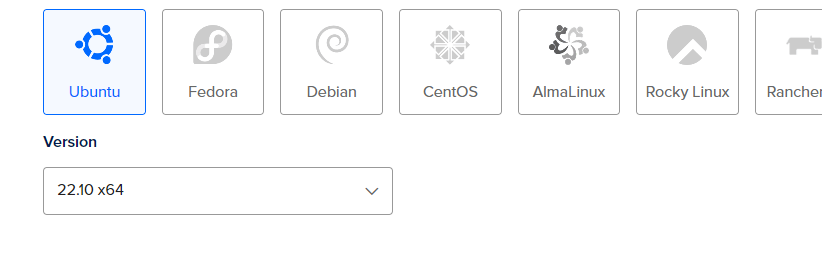 Ubuntu Fedora Debian CentOS AlmaLinux Rocky Linux Rancher
Version
22.10 x64